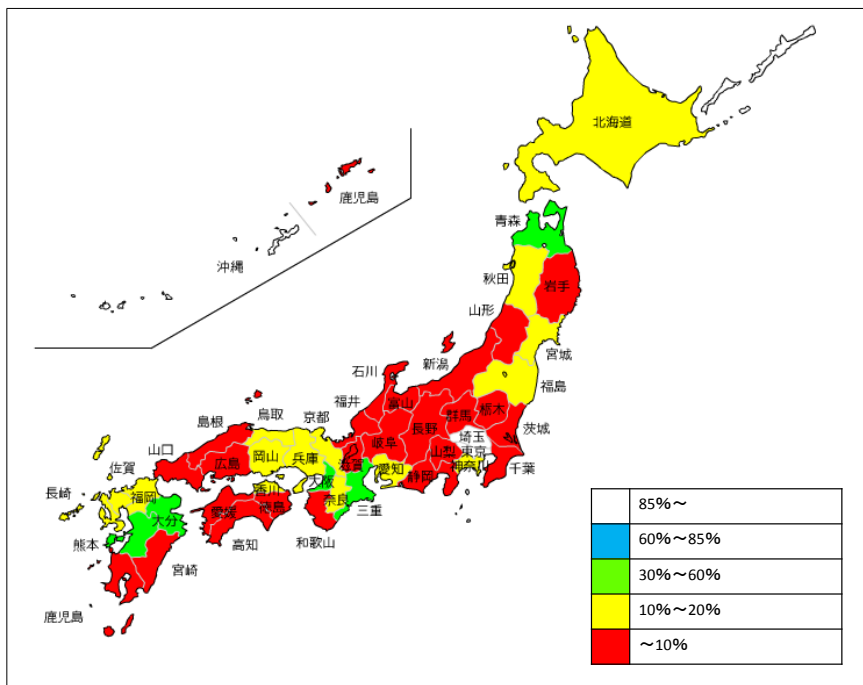 北海道
青森
秋田
岩手
山形
宮城
福島
新潟
石川
富山
福井
群馬
栃木
茨城
長野
埼玉
東京
岐阜
山梨
神奈川
千葉
静岡
愛知
滋賀
京都
鳥取
島根
兵庫
岡山
広島
山口
大阪
奈良
三重
和歌山
香川
徳島
愛媛
高知
佐賀
福岡
長崎
大分
熊本
宮崎
鹿児島
鹿児島
沖縄
85%～
60%～85%
30%～60%
10%～20%
～10%